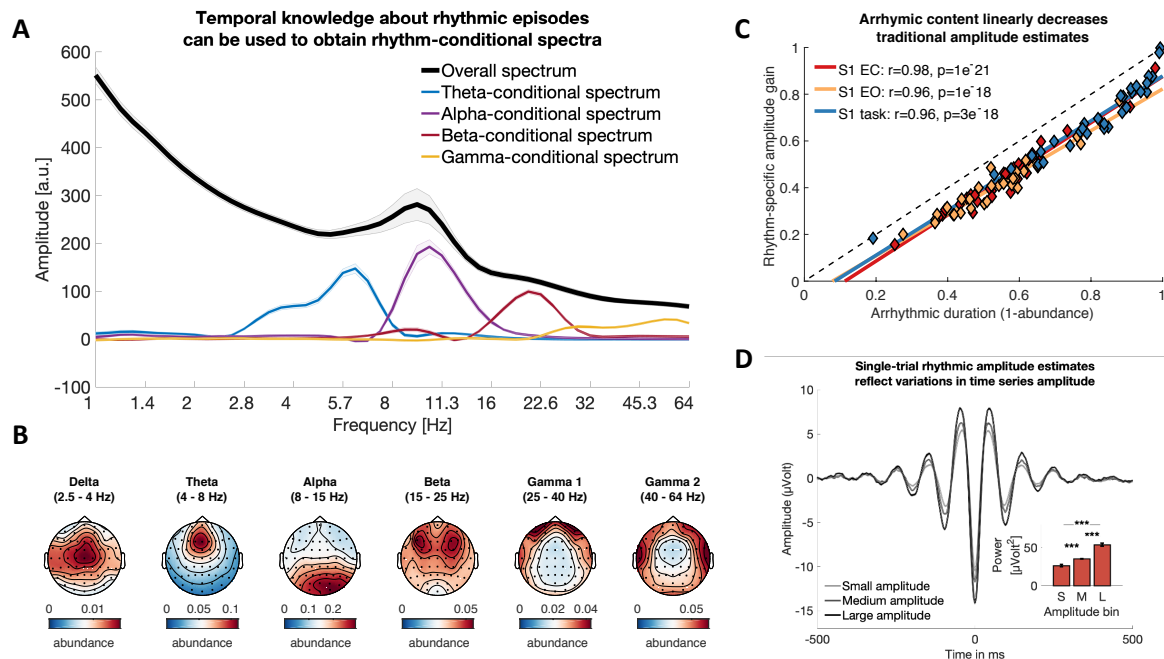 A
Temporal knowledge about rhythmic episodes
can be used to obtain rhythm-conditional spectra
600
500
400
300
200
100
0
-100
Amplitude [a.u.]
Overall spectrum
Theta-conditional spectrum
Alpha-conditional spectrum
Beta-conditional spectrum
Gamma-conditional spectrum
1 1.4 2 2.8 4 5.7 8 11.3 16 22.6 32 45.3 64
Frequency [Hz]
B
Delta Theta Alpha Beta Gamma 1 Gamma 2
(2.5 - 4 Hz) (4 - 8 Hz) (8 - 15 Hz) (15 - 25 Hz) (25 - 40 Hz) (40 - 64 Hz)
0 0.01 0 0.05 0.1 0 0.1 0.2 0 0.05 0 0.02 0.04 0 0.05
abundance abundance abundance abundance abundance abundance
C
Arrhymic content linearly decreases
traditional amplitude estimates
1
0.8
0.6
0.4
0.2
0
Rhythm-specific amplitude gain
S1 EC: r=0.98, p=1e-21
S1 EO: r=0.96, p=1e-18
S1 task: r=0.96, p=3e-18
0 0.2 0.4 0.6 0.8 1
Arrhythmic duration (1-abundance)
D
Single-trial rhythmic amplitude estimates
reflect variations in time series amplitude
10
5
0
-5
-10
-15
Amplitude (µVolt)
Small amplitude
Medium amplitude
Large amplitude
***
***
***
Power
[µVolt²]
50
0
S M L
Amplitude bin
-500 0 500
Time in ms